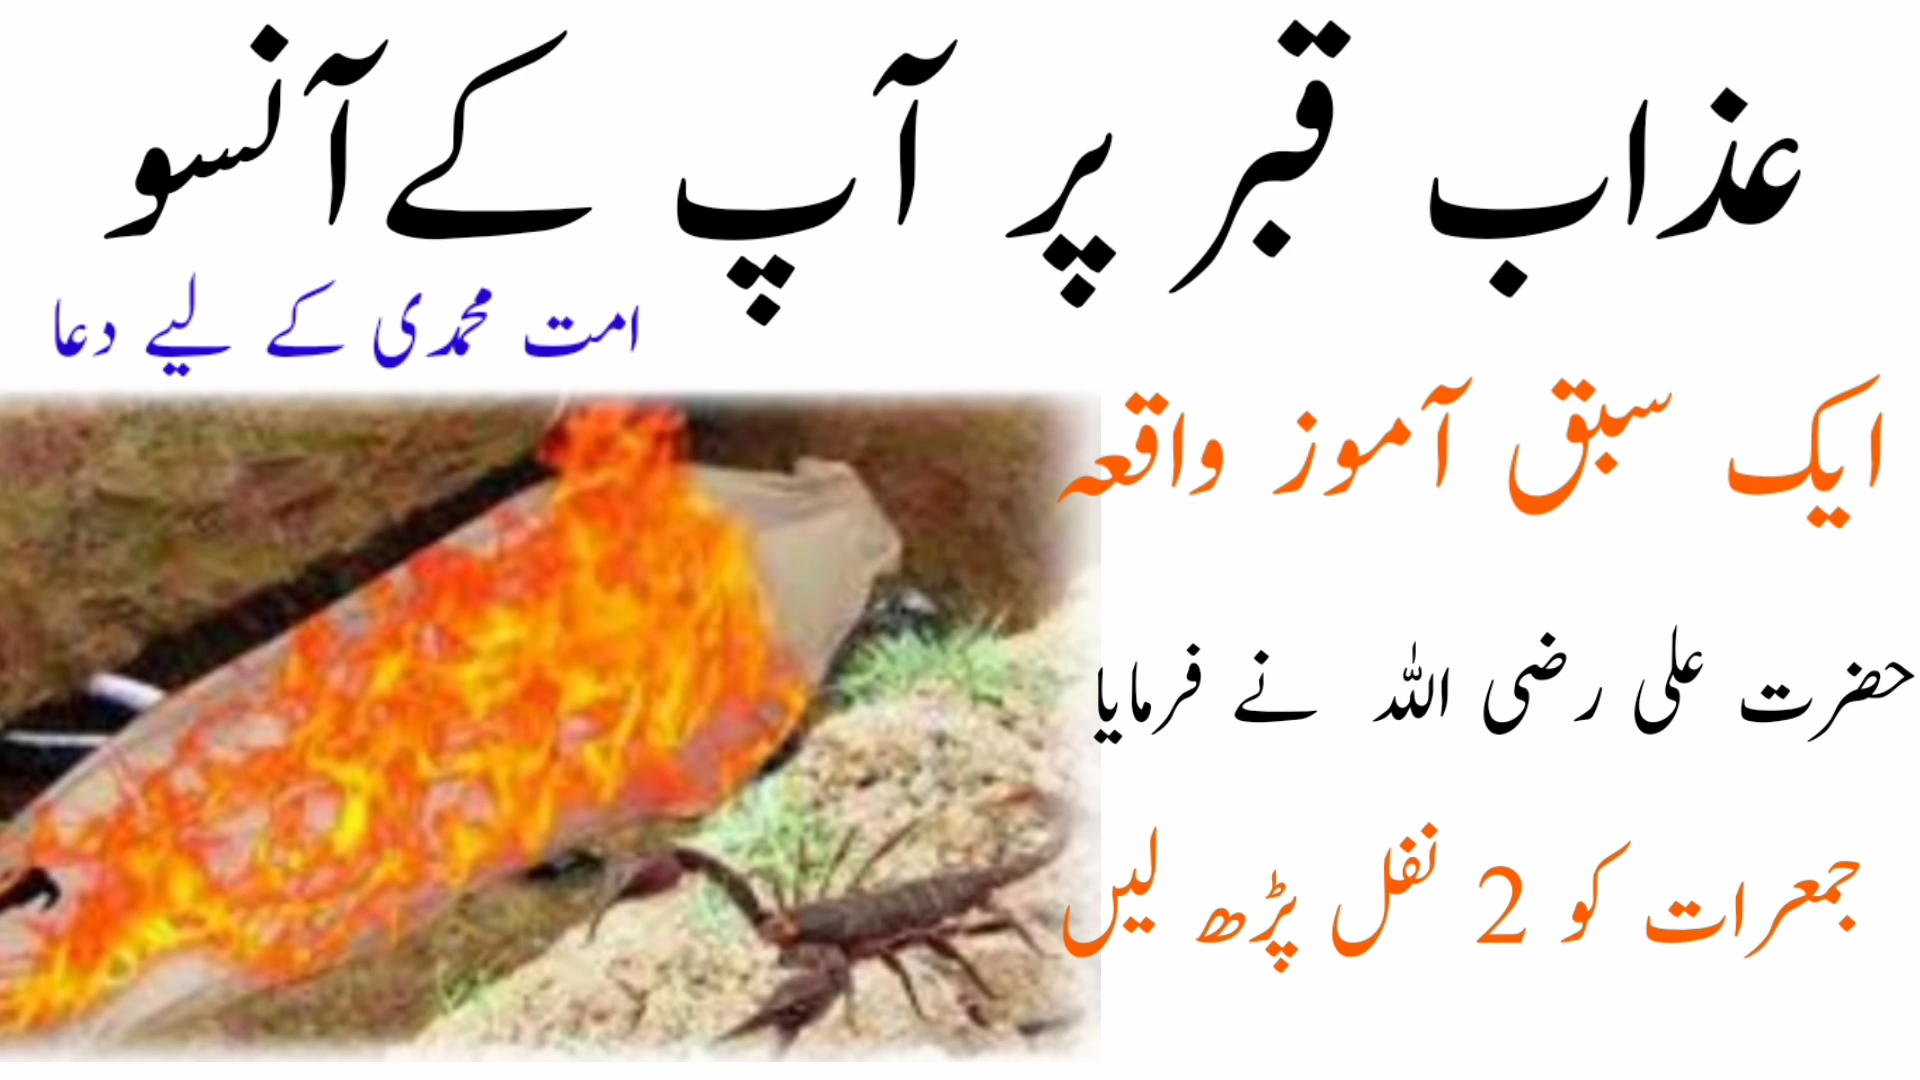 عذاب قبر پر آپ کے آنسو
امت محمدی کے لیے دعا
ایک سبق آموز واقعہ
حضرت علی رضی اللہ نے فرمایا
جمعرات کو 2 نفل پڑھ لیں